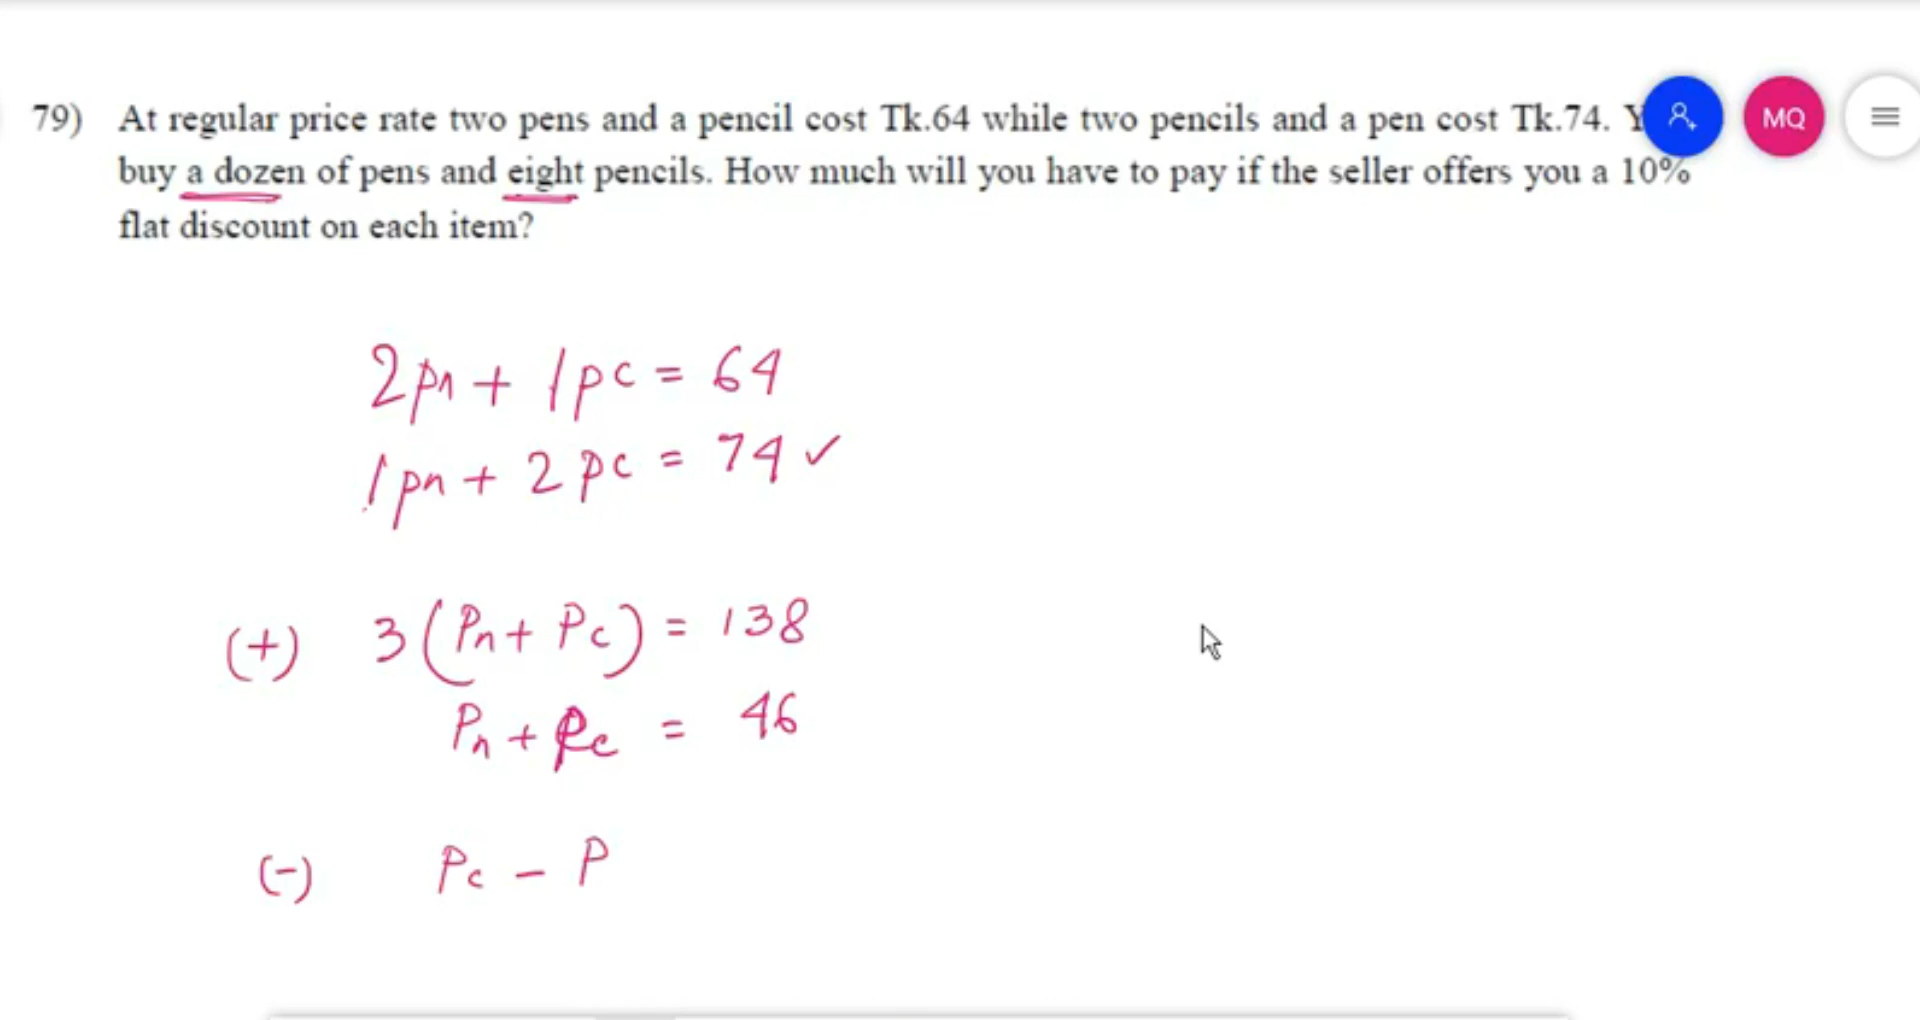 79) At regular price rate two pens and a pencil cost Tk.64 while two pencils and a pen cost Tk.74. Y
MQ
buy a dozen of pens and eight pencils. How much will you have to pay if the seller offers you a 10%
flat discount on each item?
2pn + 1pc = 64
1pn + 2pc = 74 ✓
(+) 3(Pn + Pc) = 138
Pn + Pc = 46
(-) Pc - P